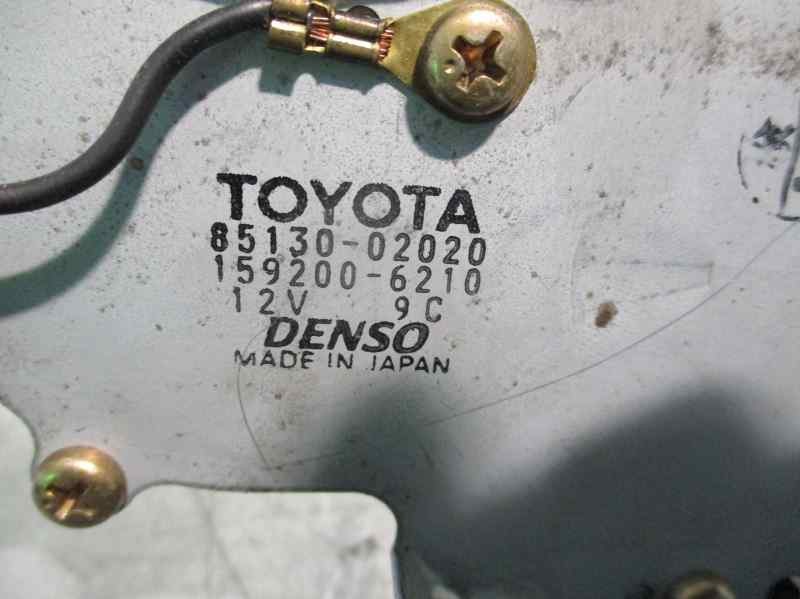 TOYOTA
85130-02020
159200-6210
12V 9C
DENSO
MADE IN JAPAN